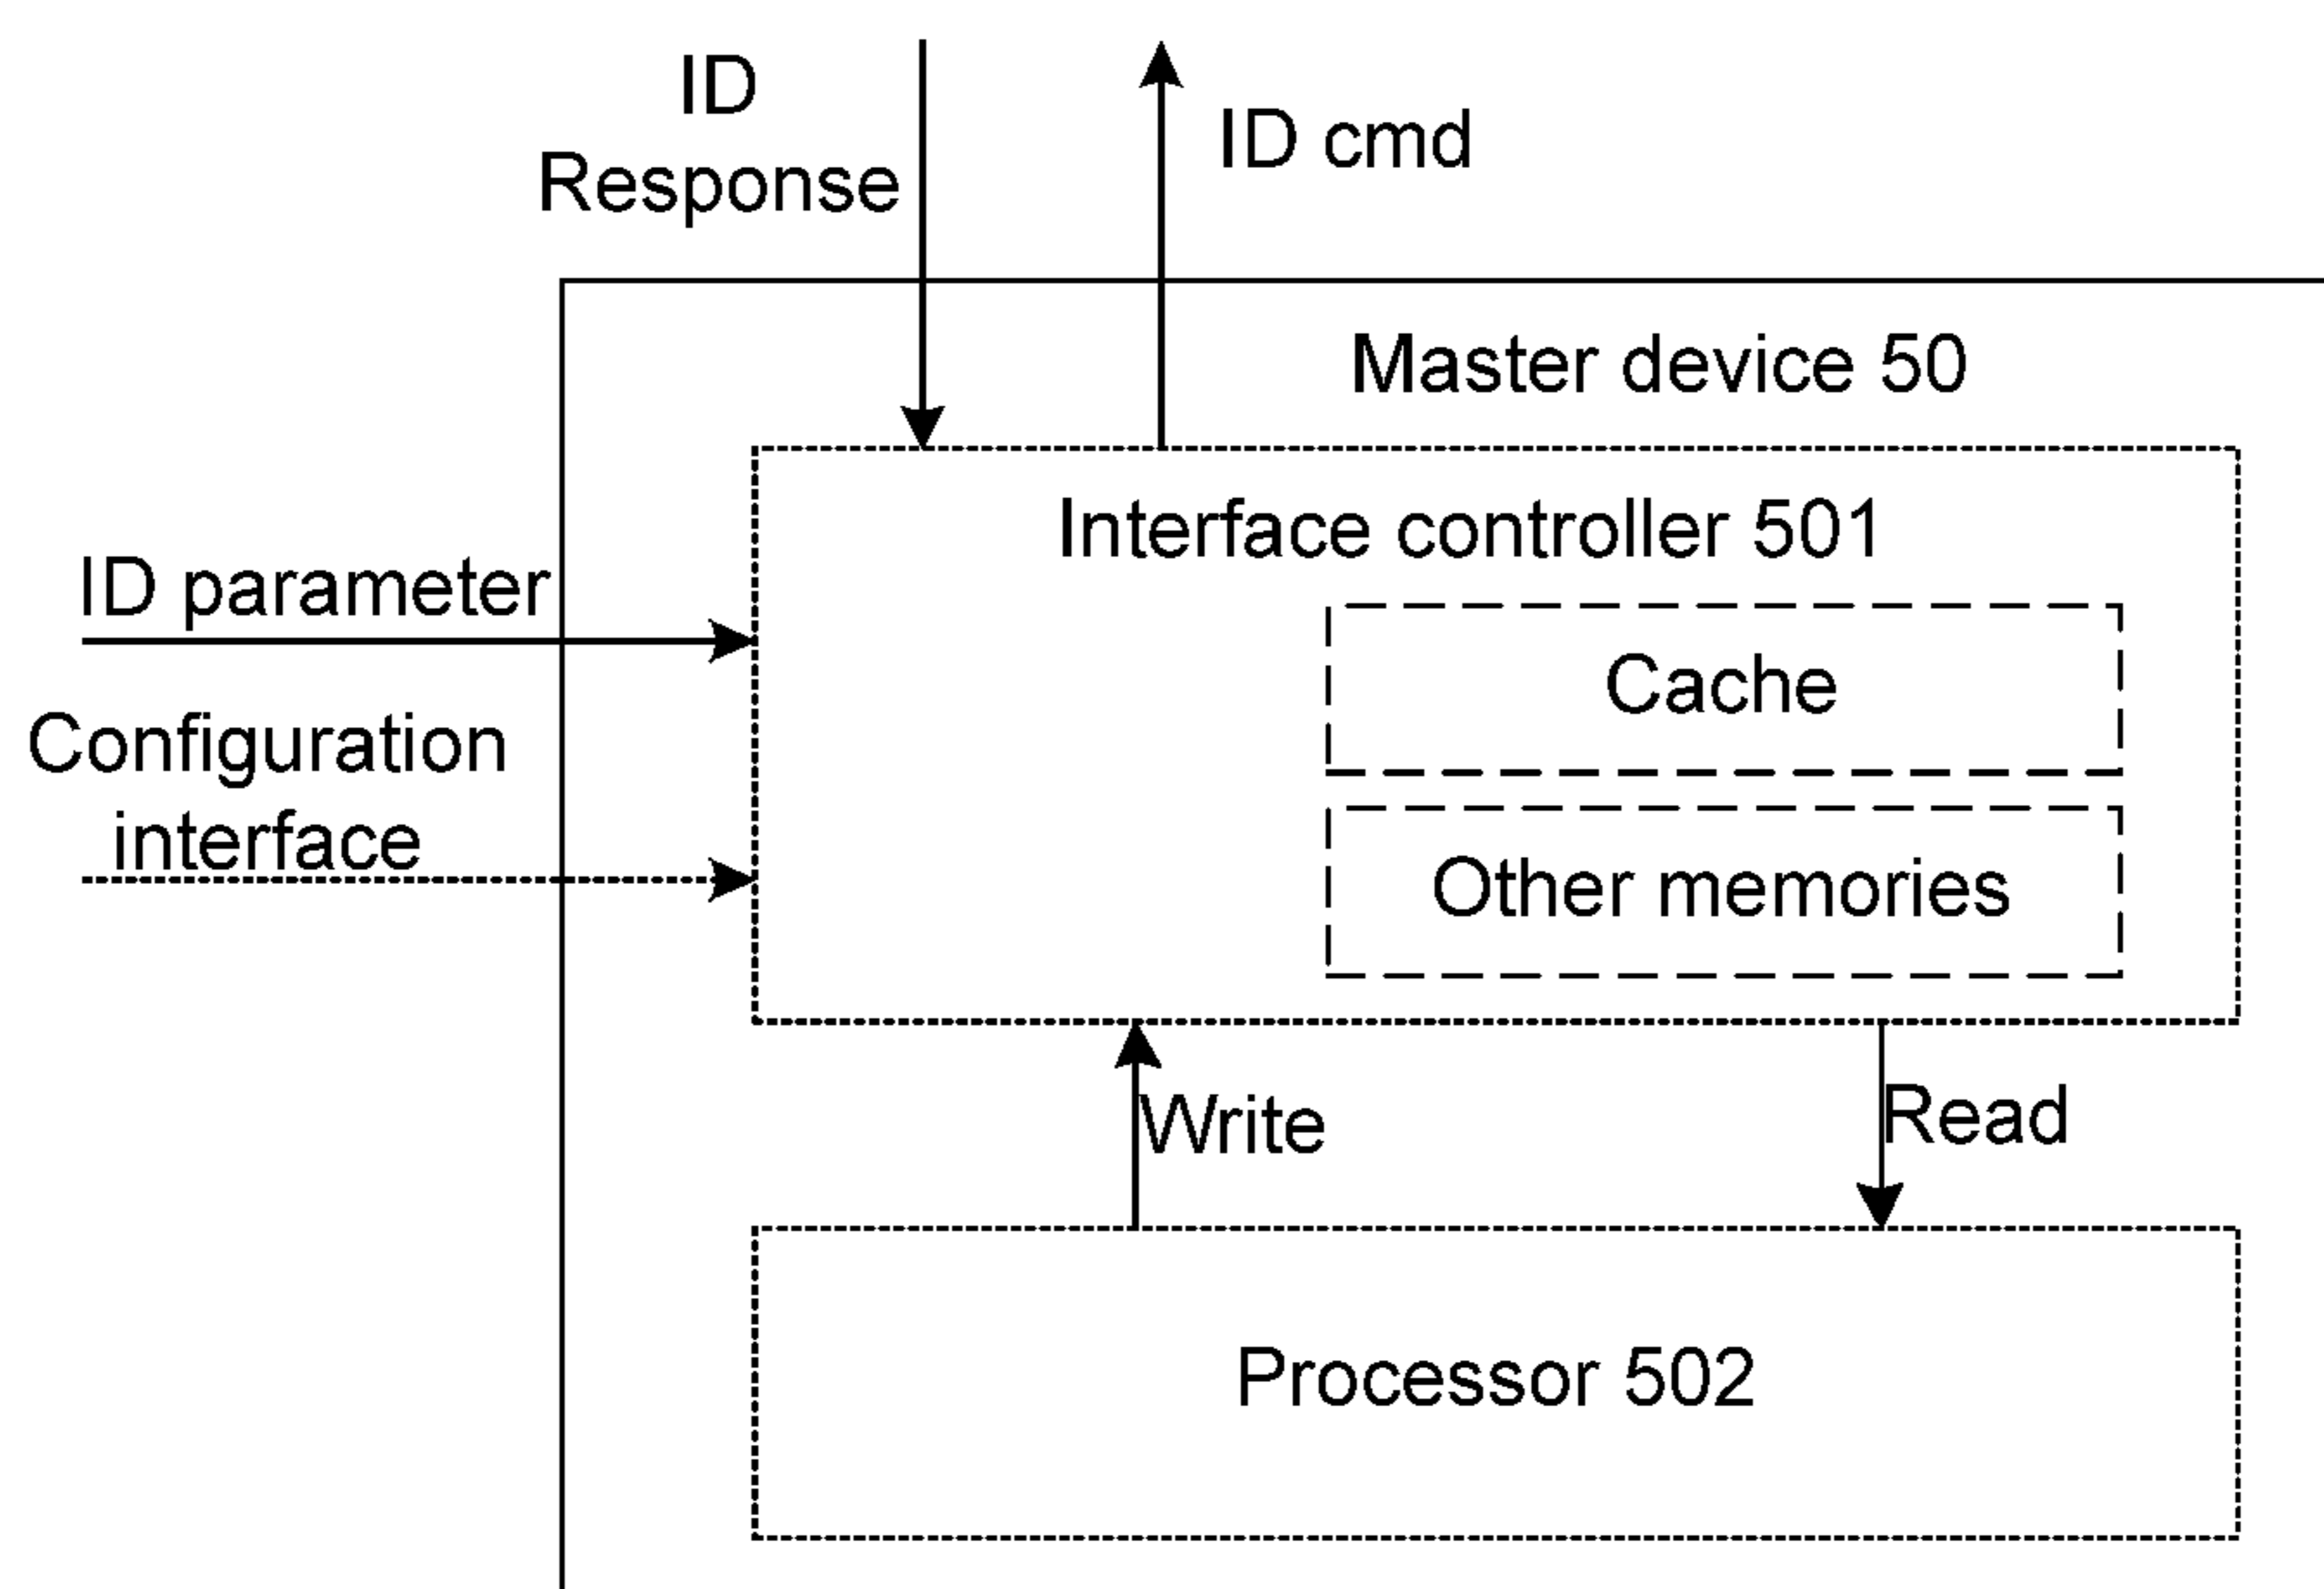 ID
Response
ID cmd
Master device 50
Interface controller 501
ID parameter
Cache
Configuration
interface
Other memories
Write
Read
Processor 502